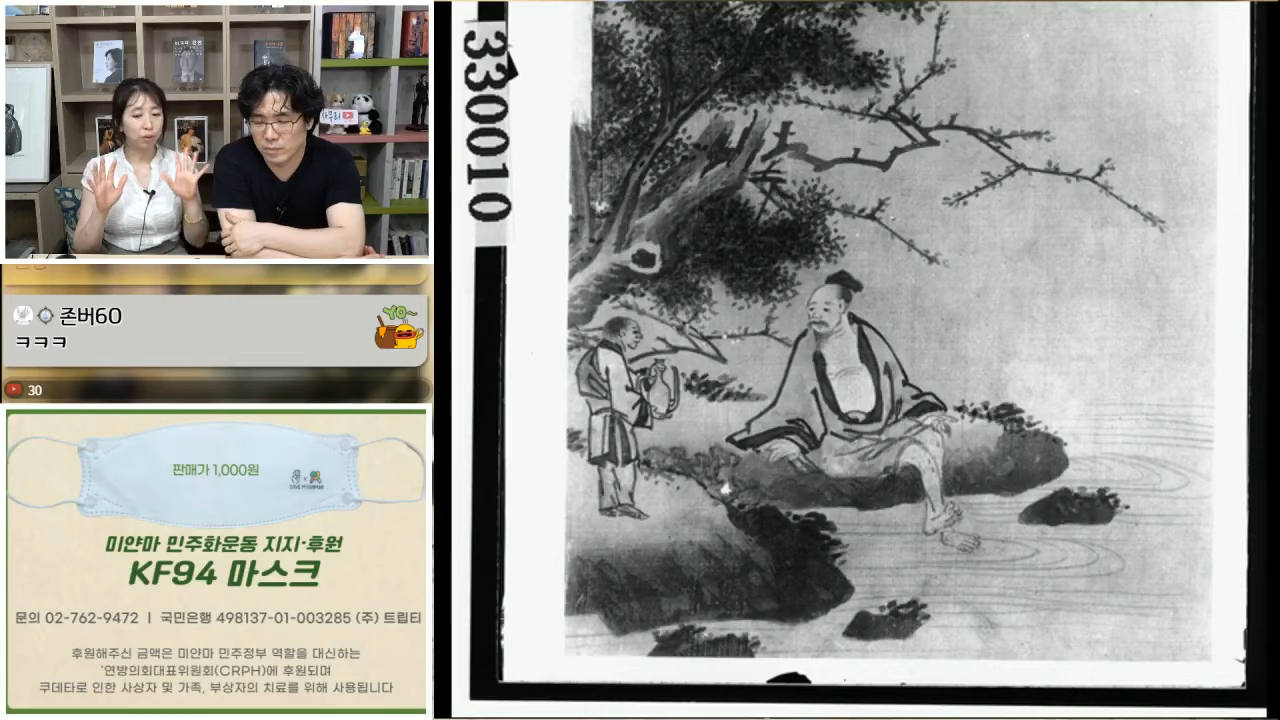 사무리
존버60
YO~
ㅋㅋㅋ
30
판매가 1,000원
미얀마 민주화운동 지지·후원
KF94 마스크
문의 02-762-9472 | 국민은행 498137-01-003285 (주) 트립티
후원해주신 금액은 미얀마 민주정부 역할을 대신하는
'연방의회대표위원회(CRPH)에 후원되며
쿠데타로 인한 사상자 및 가족, 부상자의 치료를 위해 사용됩니다
330010